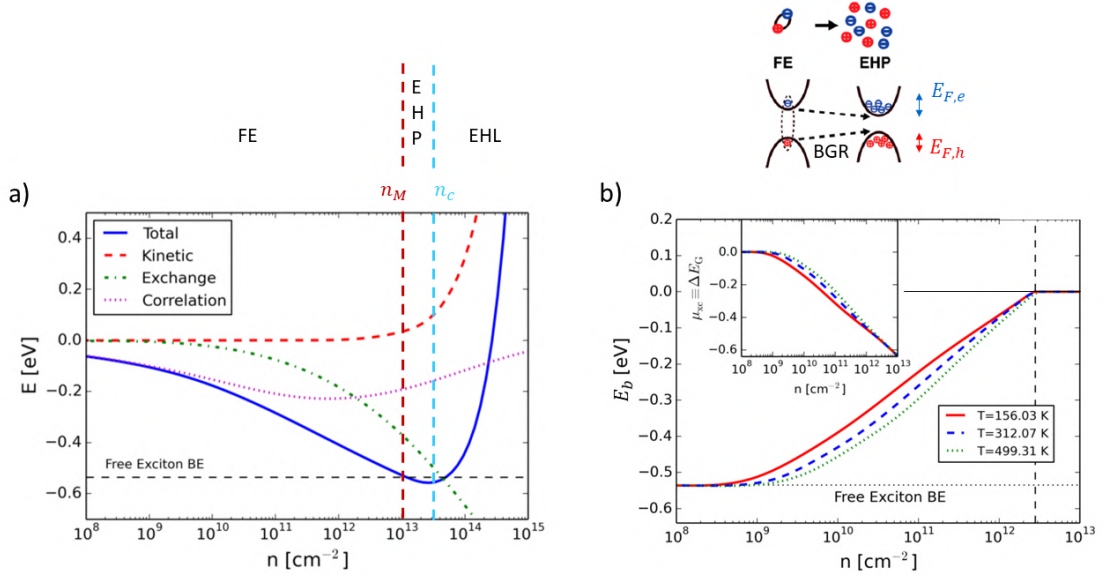 FE
EHP
E_{F,e}
E_{F,h}
BGR
E
H
P
FE
EHL
n_M
n_c
a)
Total
Kinetic
Exchange
Correlation
Free Exciton BE
E [eV]
0.4
0.2
0.0
−0.2
−0.4
−0.6
10^8
10^9
10^10
10^11
10^12
10^13
10^14
10^15
n [cm^−2]
b)
E_b [eV]
0.2
0.1
0.0
−0.1
−0.2
−0.3
−0.4
−0.5
−0.6
μ_xc ≡ ΔE_G
0.0
−0.2
−0.4
−0.6
10^8 10^9 10^10 10^11 10^12 10^13
n [cm^−2]
T=156.03 K
T=312.07 K
T=499.31 K
Free Exciton BE
10^8
10^9
10^10
10^11
10^12
10^13
n [cm^−2]